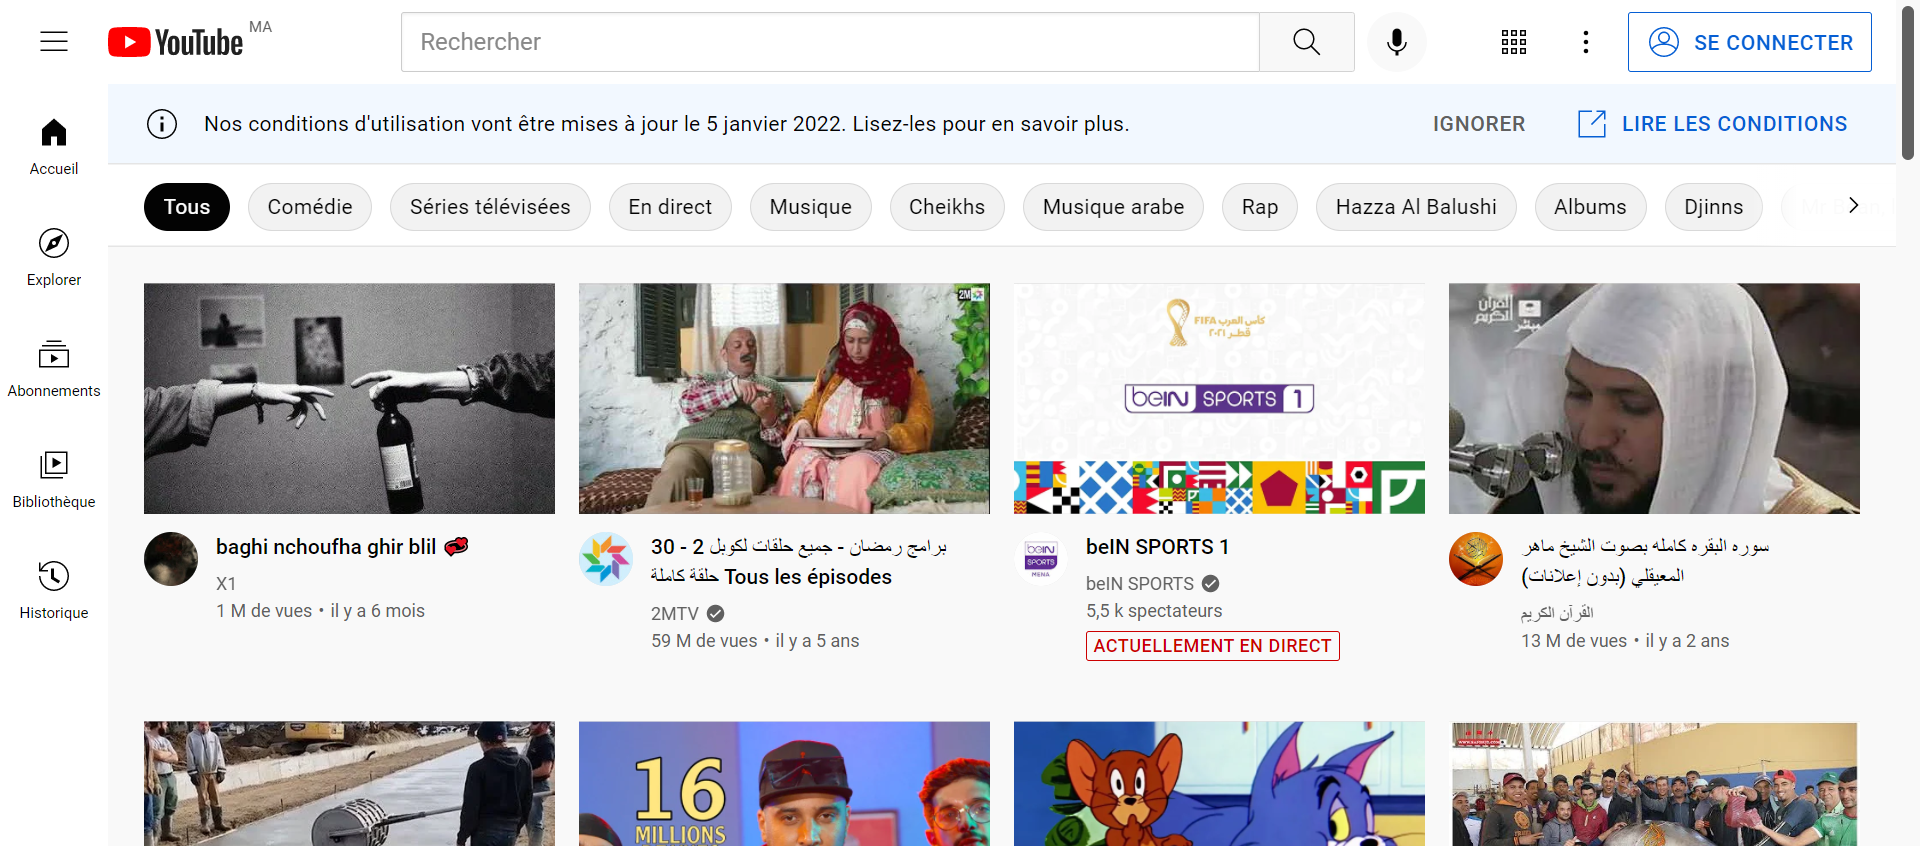 YouTube MA
Rechercher
SE CONNECTER
Nos conditions d'utilisation vont être mises à jour le 5 janvier 2022. Lisez-les pour en savoir plus.
IGNORER
LIRE LES CONDITIONS
Accueil
Explorer
Abonnements
Bibliothèque
Historique
Tous
Comédie
Séries télévisées
En direct
Musique
Cheikhs
Musique arabe
Rap
Hazza Al Balushi
Albums
Djinns
baghi nchoufha ghir blil
X1
1 M de vues • il y a 6 mois
2M
برامج رمضان - جميع حلقات لكوبل 2 - 30
حلقة كاملة Tous les épisodes
2MTV
59 M de vues • il y a 5 ans
كأس العرب FIFA
قطر ٢٠٢١
beIN SPORTS 1
beIN SPORTS MENA
beIN SPORTS 1
beIN SPORTS
5,5 k spectateurs
ACTUELLEMENT EN DIRECT
القرآن
الكريم
مباشر
سوره البقره كامله بصوت الشيخ ماهر
المعيقلي (بدون إعلانات)
القرآن الكريم
13 M de vues • il y a 2 ans
16
MILLIONS